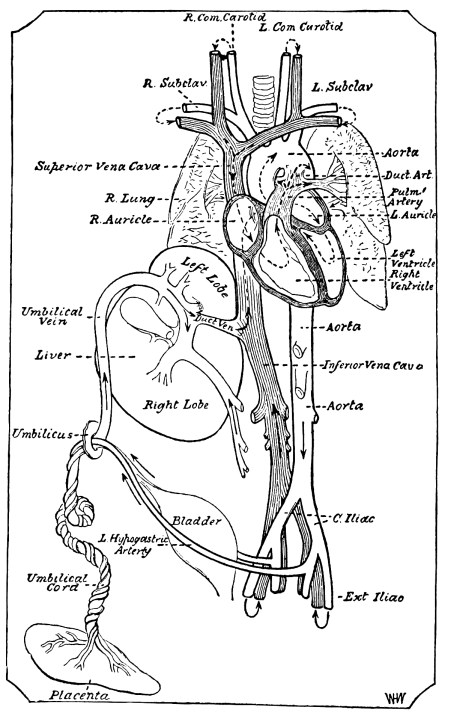 R. Com. Carotid
L. Com Carotid
R. Subclav.
L. Subclav
Aorta
Superior Vena Cava
Duct. Art.
Pulmy
Artery
R. Lung
L. Auricle
R. Auricle
Left
Ventricle
Right
Ventricle
Left Lobe
Umbilical
Vein
Duct Ven
Aorta
Liver
Inferior Vena Cava
Right Lobe
Aorta
Umbilicus
Bladder
C. Iliac
L Hypogastric
Artery
Umbilical
Cord
Ext Iliac
Placenta
WHW